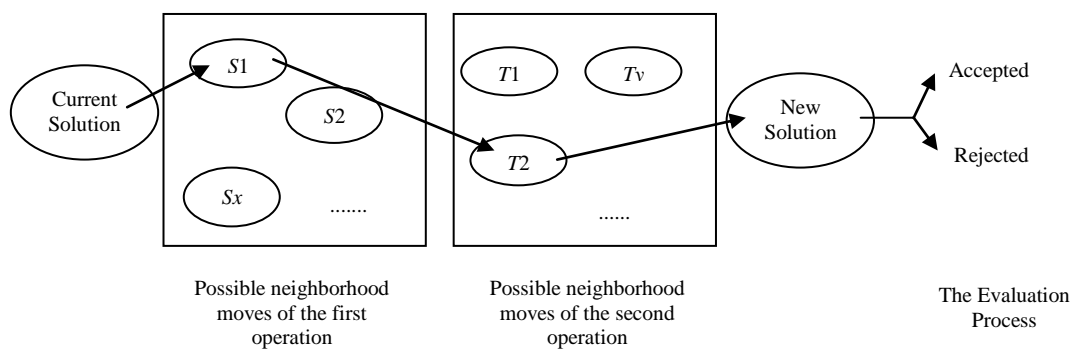 Current
Solution
S1
S2
Sx
.......
T1
Tv
T2
......
New
Solution
Accepted
Rejected
Possible neighborhood
moves of the first
operation
Possible neighborhood
moves of the second
operation
The Evaluation
Process